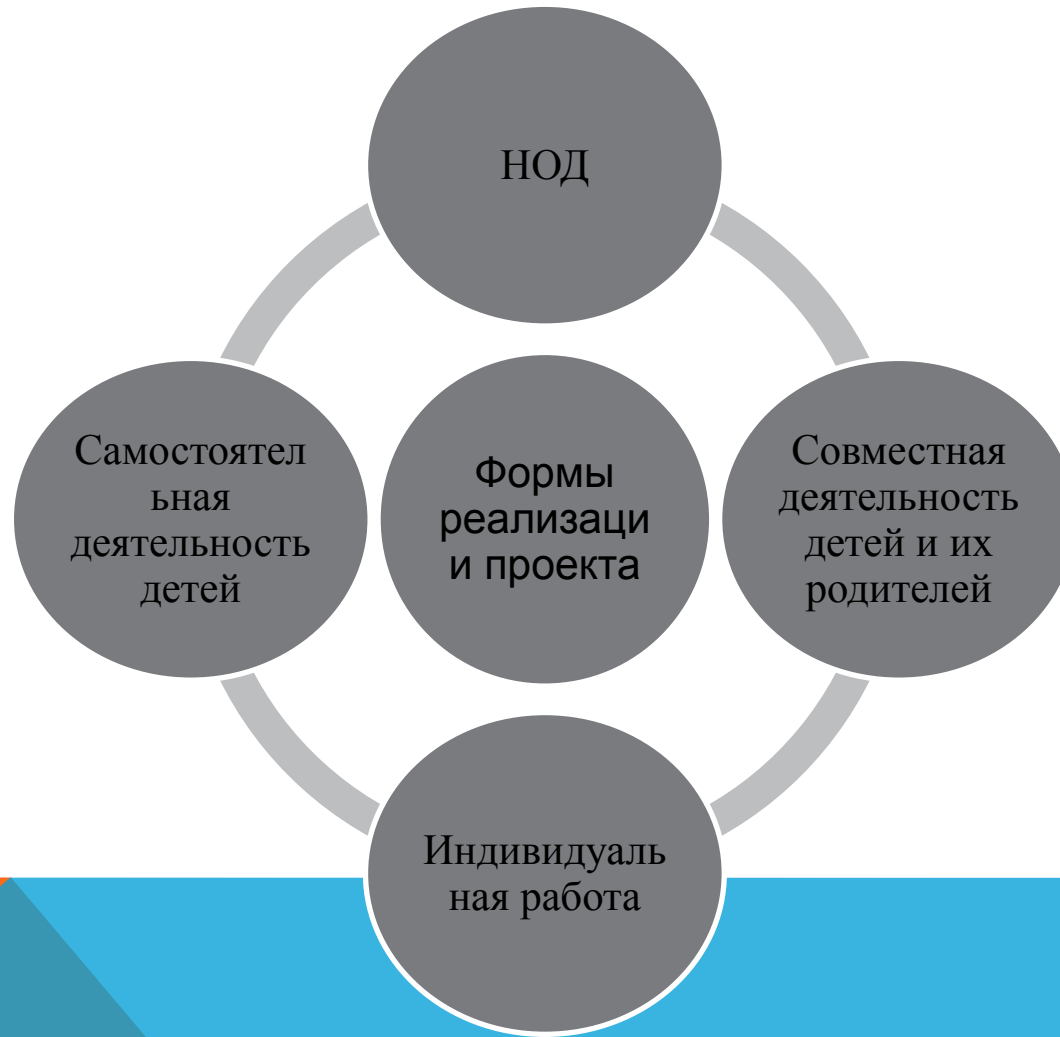 НОД
Самостоятел
ьная
деятельность
детей
Формы
реализаци
и проекта
Совместная
деятельность
детей и их
родителей
Индивидуаль
ная работа